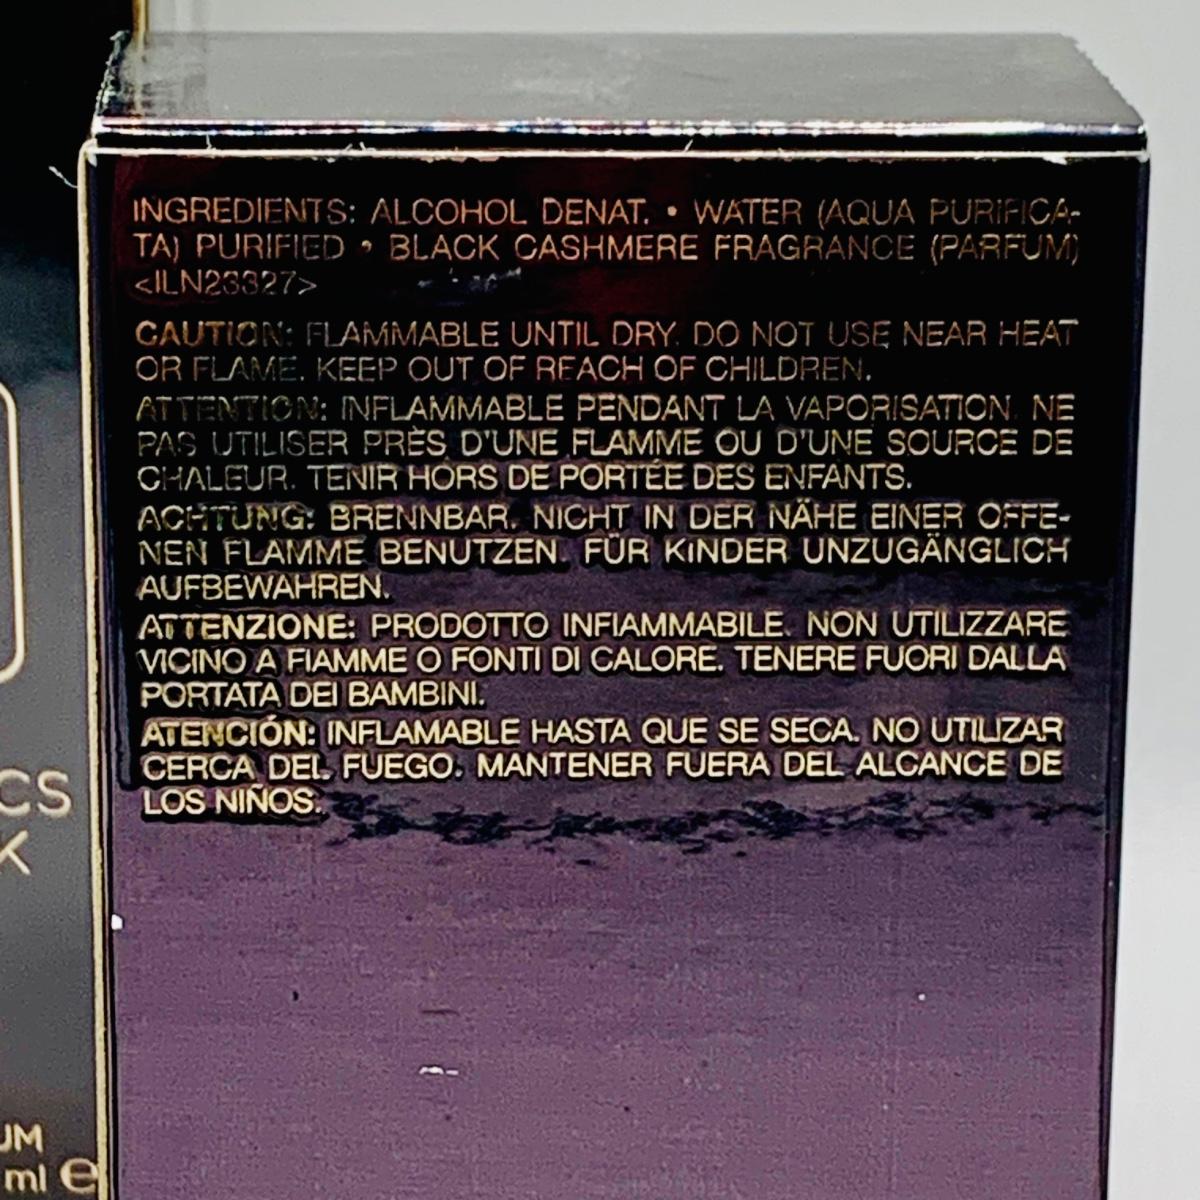 INGREDIENTS: ALCOHOL DENAT. • WATER (AQUA PURIFICA-
TA) PURIFIED • BLACK CASHMERE FRAGRANCE (PARFUM)
<ILN23327>
CAUTION: FLAMMABLE UNTIL DRY. DO NOT USE NEAR HEAT
OR FLAME. KEEP OUT OF REACH OF CHILDREN.
ATTENTION: INFLAMMABLE PENDANT LA VAPORISATION. NE
PAS UTILISER PRÈS D'UNE FLAMME OU D'UNE SOURCE DE
CHALEUR. TENIR HORS DE PORTÉE DES ENFANTS.
ACHTUNG: BRENNBAR. NICHT IN DER NÄHE EINER OFFE-
NEN FLAMME BENUTZEN. FÜR KINDER UNZUGÄNGLICH
AUFBEWAHREN.
ATTENZIONE: PRODOTTO INFIAMMABILE. NON UTILIZZARE
VICINO A FIAMME O FONTI DI CALORE. TENERE FUORI DALLA
PORTATA DEI BAMBINI.
ATENCIÓN: INFLAMABLE HASTA QUE SE SECA. NO UTILIZAR
CERCA DEL FUEGO. MANTENER FUERA DEL ALCANCE DE
LOS NIÑOS.
CS
K
UM
ml e